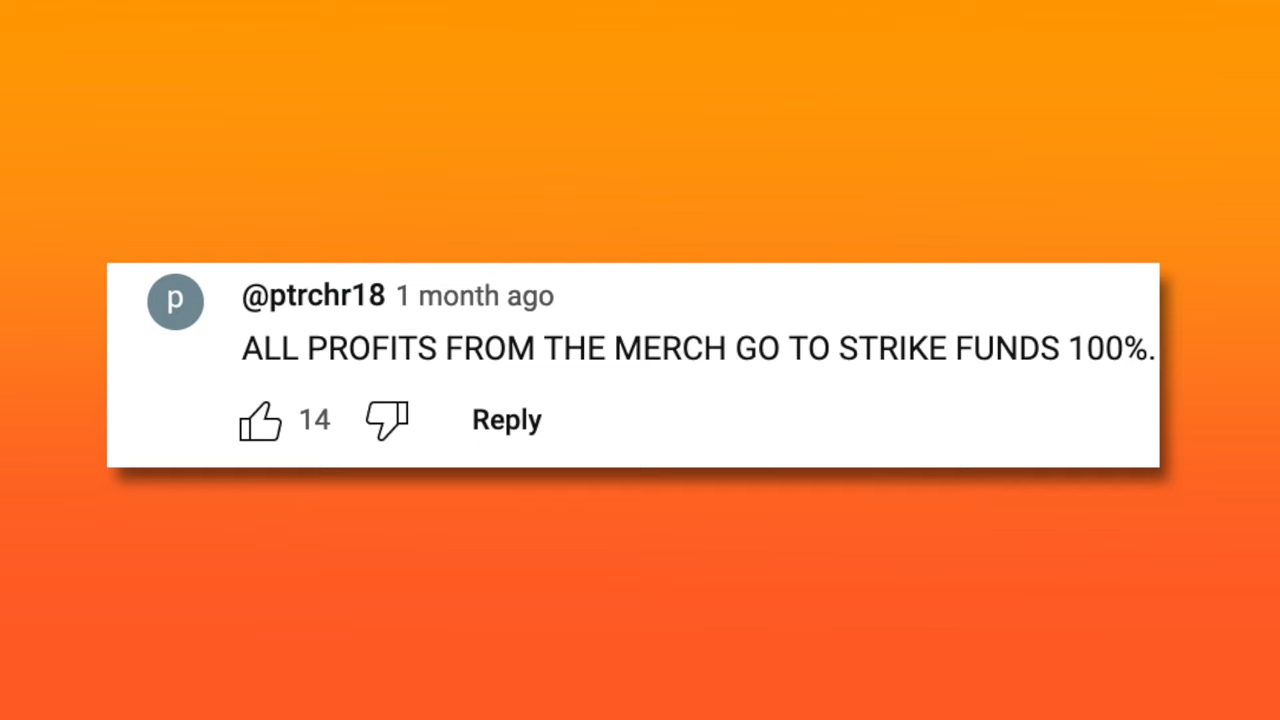 p
@ptrchr18 1 month ago
ALL PROFITS FROM THE MERCH GO TO STRIKE FUNDS 100%.
14 Reply